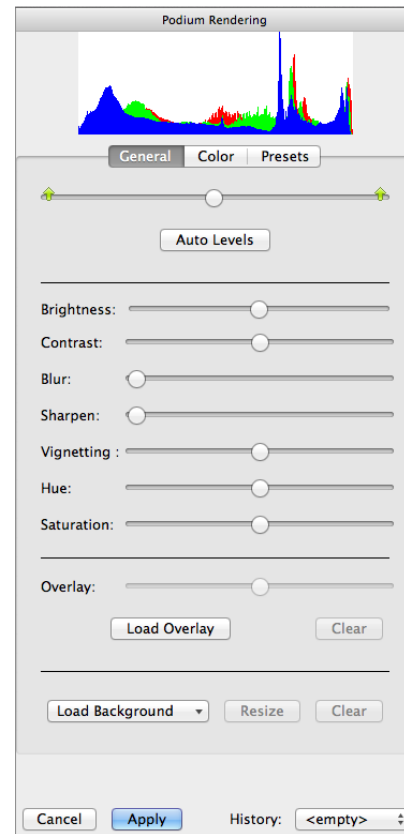 Podium Rendering
General Color Presets
Auto Levels
Brightness:
Contrast:
Blur:
Sharpen:
Vignetting :
Hue:
Saturation:
Overlay:
Load Overlay Clear
Load Background Resize Clear
Cancel Apply History: <empty>